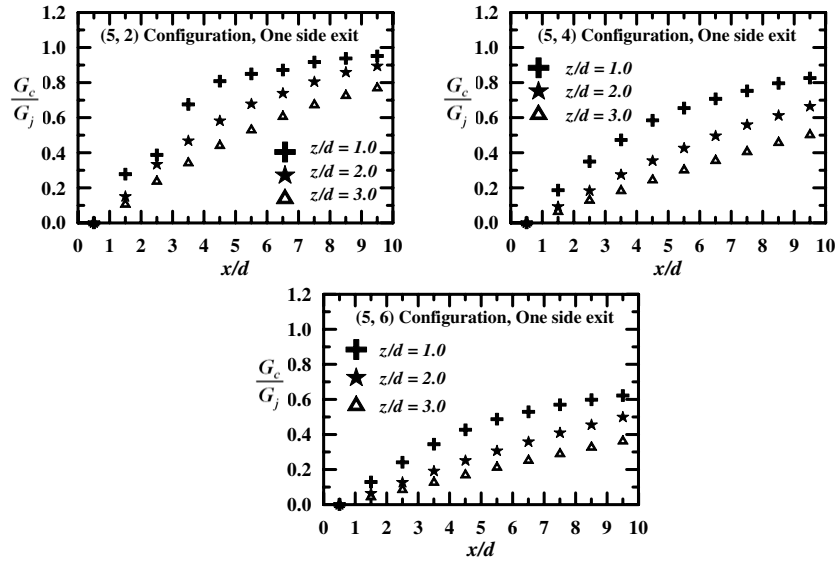 (5, 2) Configuration, One side exit
1.2
1.0
0.8
0.6
0.4
0.2
0.0
G_c
G_j
z/d = 1.0
z/d = 2.0
z/d = 3.0
0 1 2 3 4 5 6 7 8 9 10
x/d
(5, 4) Configuration, One side exit
1.2
1.0
0.8
0.6
0.4
0.2
0.0
G_c
G_j
z/d = 1.0
z/d = 2.0
z/d = 3.0
0 1 2 3 4 5 6 7 8 9 10
x/d
(5, 6) Configuration, One side exit
1.2
1.0
0.8
0.6
0.4
0.2
0.0
G_c
G_j
z/d = 1.0
z/d = 2.0
z/d = 3.0
0 1 2 3 4 5 6 7 8 9 10
x/d